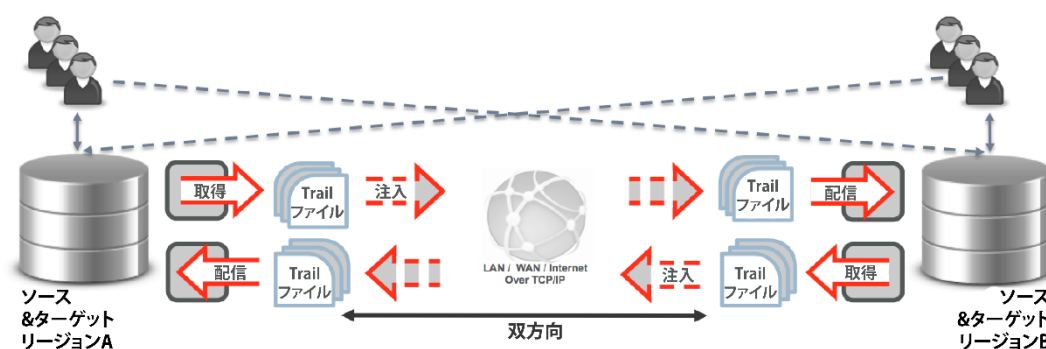 取得
Trail
ファイル
注入
Trail
ファイル
配信
配信
Trail
ファイル
LAN / WAN / Internet
Over TCP/IP
注入
Trail
ファイル
取得
ソース
&ターゲット
リージョンA
双方向
ソース
&ターゲット
リージョンB